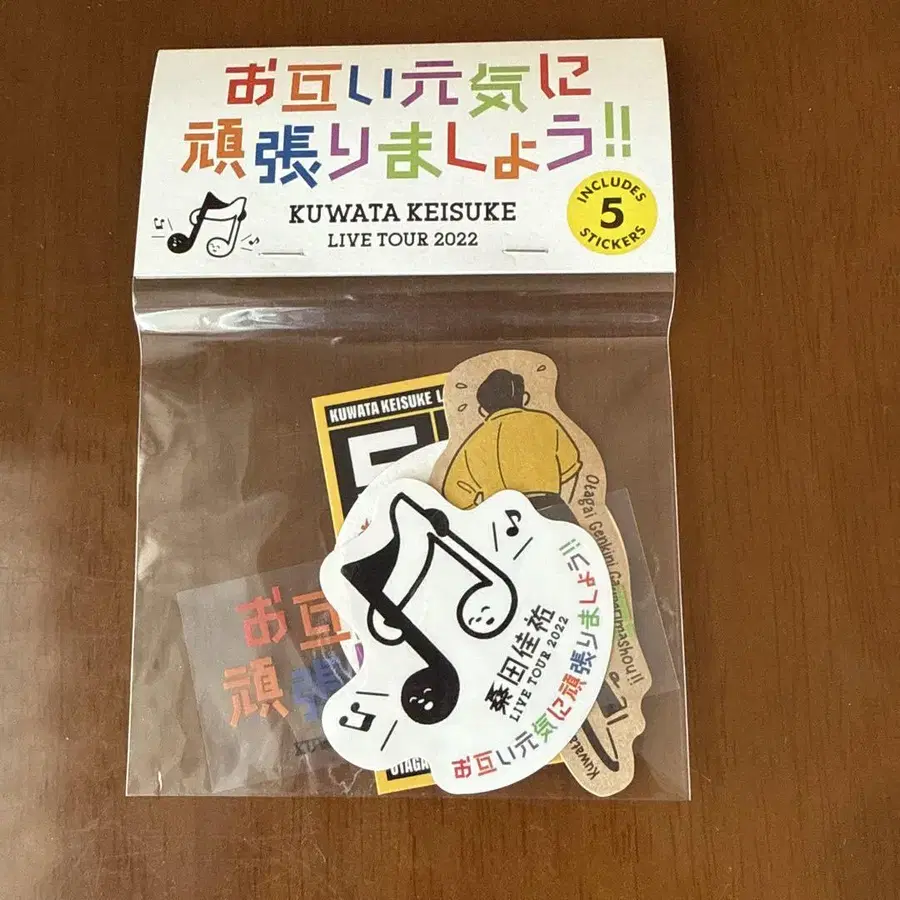 お互い元気に
頑張りましょう!!
KUWATA KEISUKE
LIVE TOUR 2022
INCLUDES
5
STICKERS
KUWATA KEISUKE
Otagai Genkini
お互
頑張
桑田佳祐
LIVE TOUR 2022
お互い元気に頑張りましょう!!
OTAGA